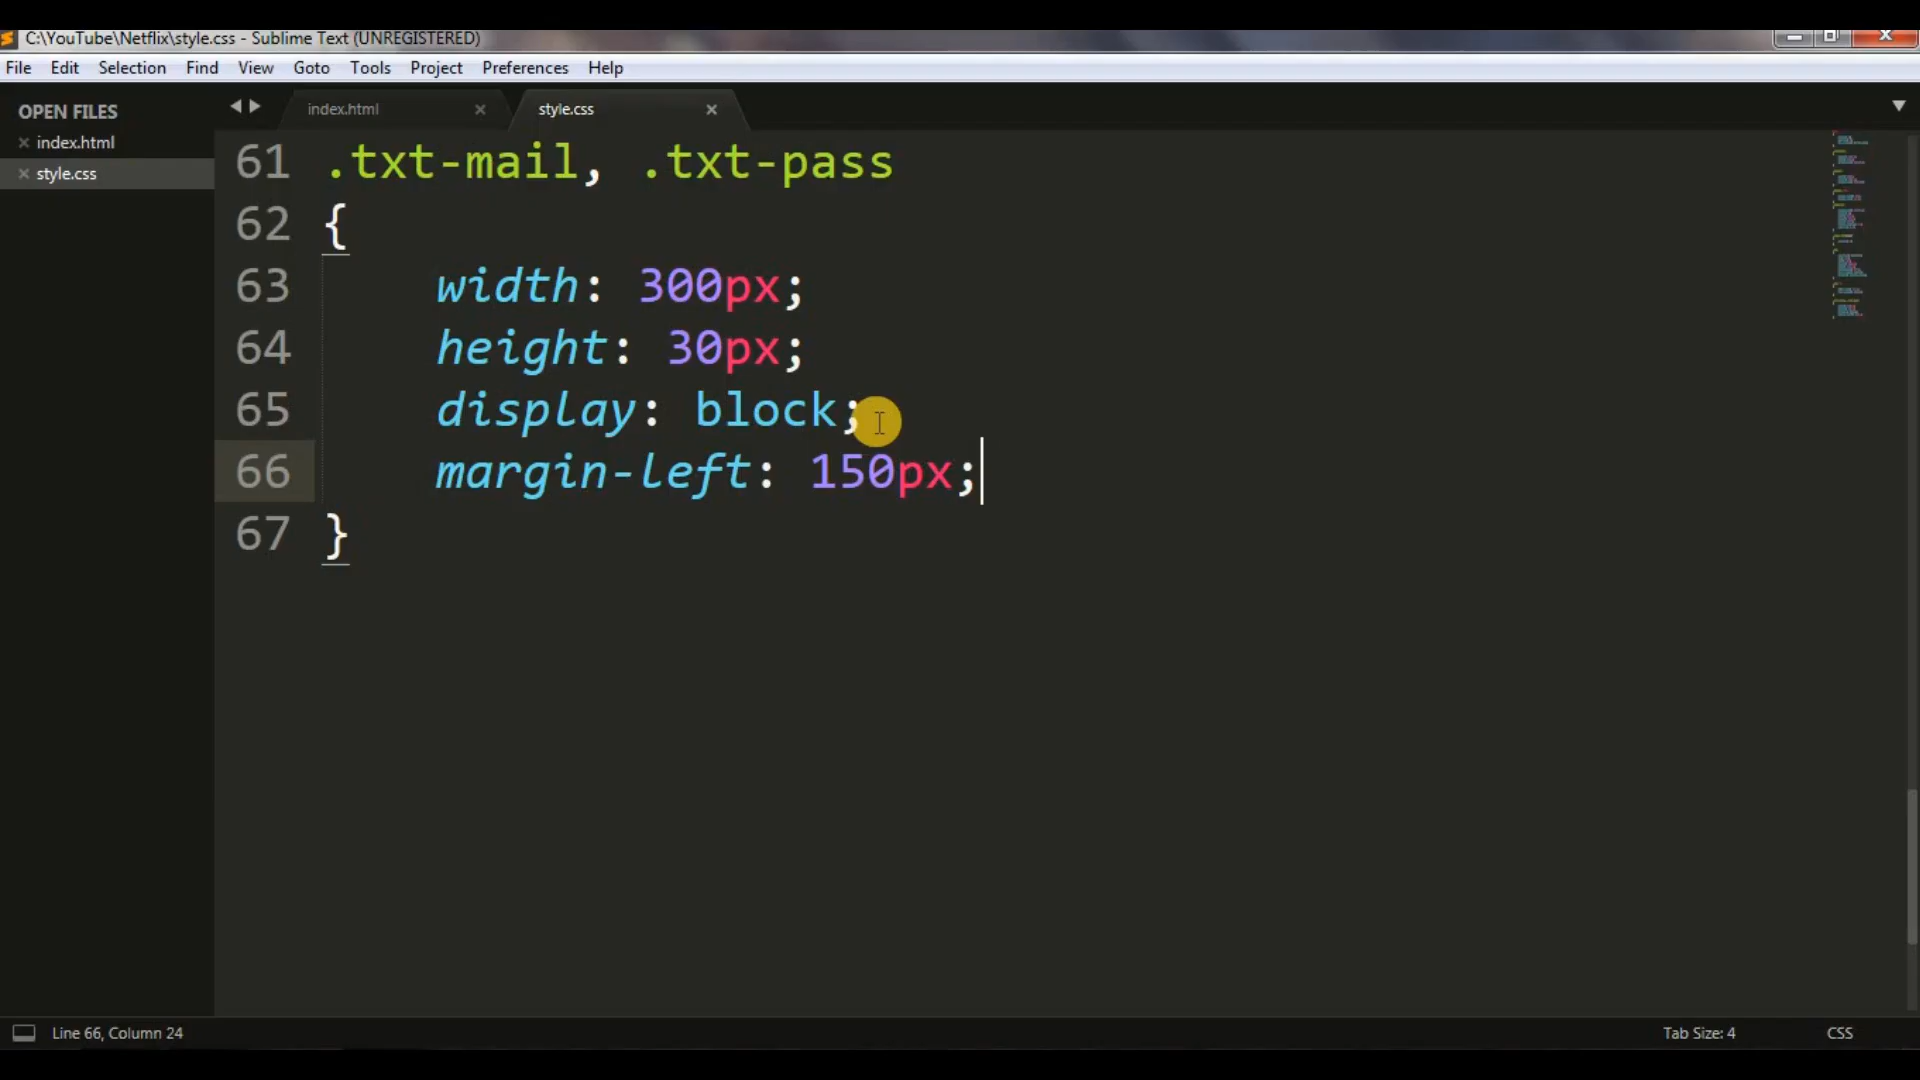 C:\YouTube\Netflix\style.css - Sublime Text (UNREGISTERED)
File Edit Selection Find View Goto Tools Project Preferences Help
OPEN FILES
index.html
style.css
index.html
style.css
61 .txt-mail, .txt-pass
62 {
63 width: 300px;
64 height: 30px;
65 display: block;
66 margin-left: 150px;
67 }
Line 66, Column 24
Tab Size: 4
CSS